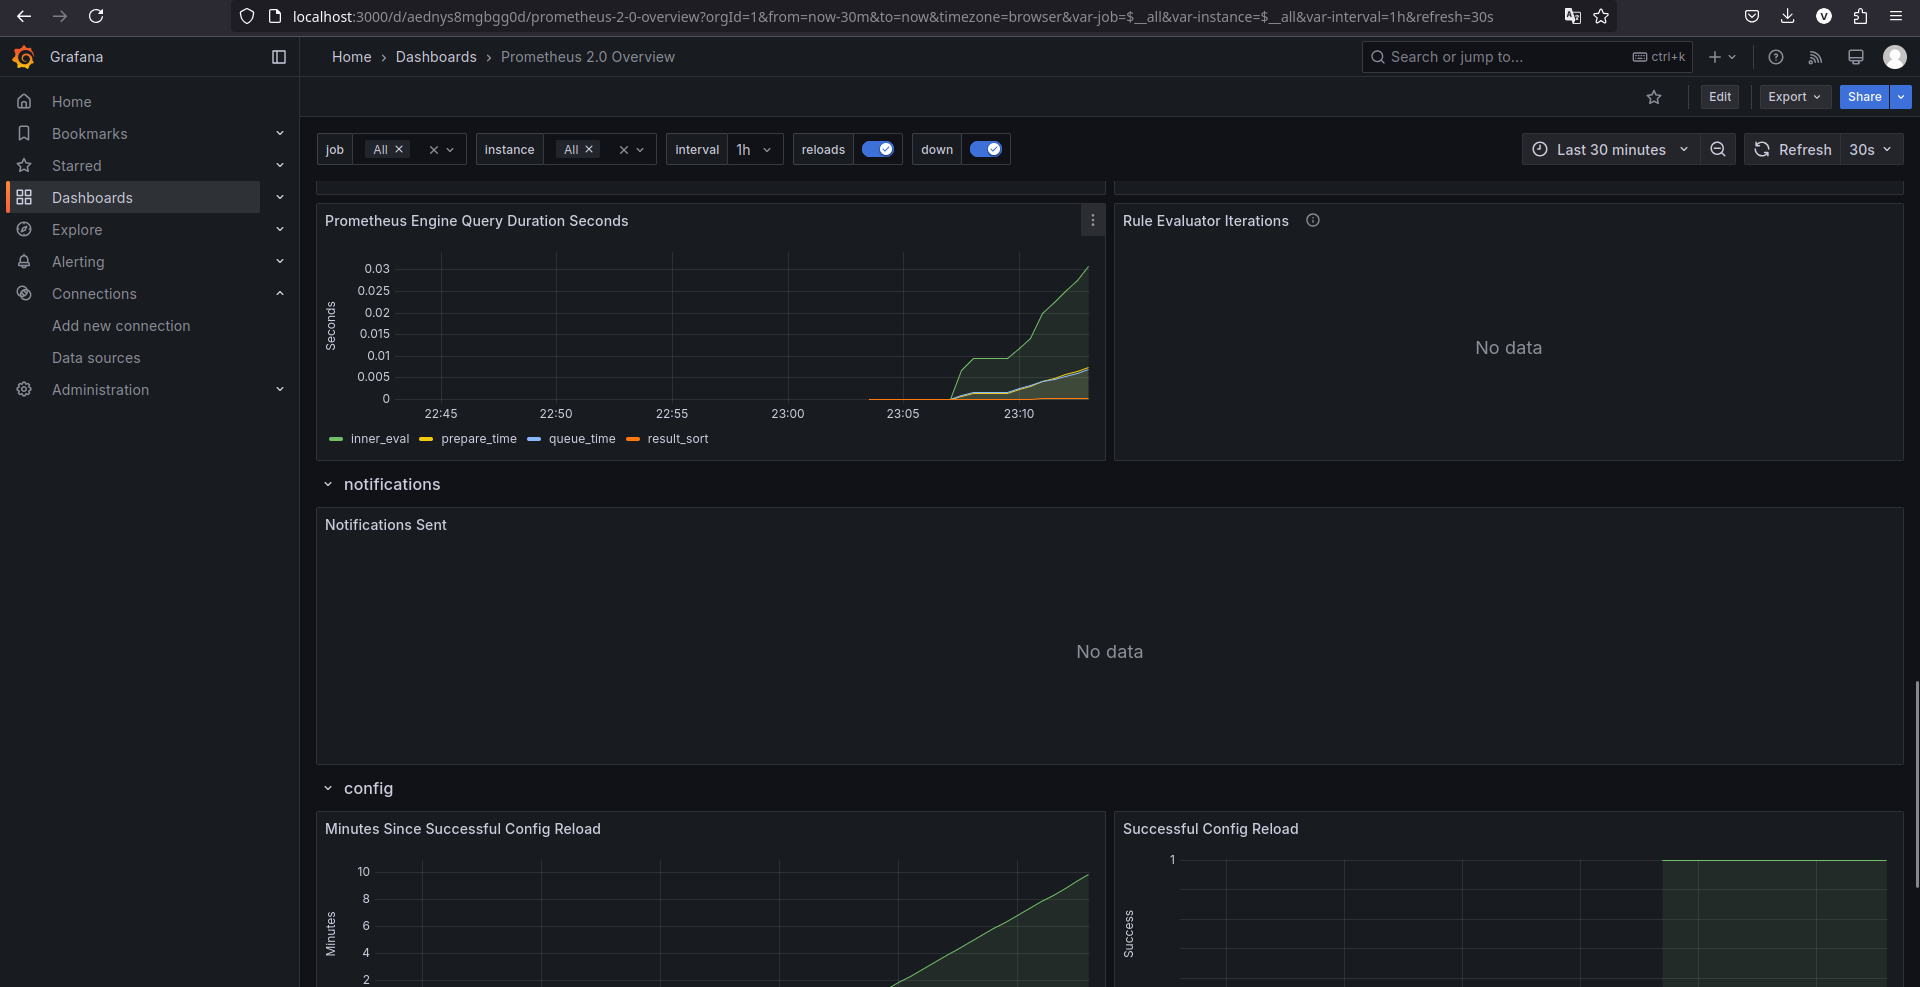 localhost:3000/d/aednys8mgbgg0d/prometheus-2-0-overview?orgId=1&from=now-30m&to=now&timezone=browser&var-job=$__all&var-instance=$__all&var-interval=1h&refresh=30s
Grafana
Home › Dashboards › Prometheus 2.0 Overview
Search or jump to... ctrl+k
Edit Export Share
Home
Bookmarks
Starred
Dashboards
Explore
Alerting
Connections
Add new connection
Data sources
Administration
job All instance All interval 1h reloads down Last 30 minutes Refresh 30s
Prometheus Engine Query Duration Seconds
Seconds
0.03
0.025
0.02
0.015
0.01
0.005
0
22:45 22:50 22:55 23:00 23:05 23:10
inner_eval prepare_time queue_time result_sort
Rule Evaluator Iterations
No data
notifications
Notifications Sent
No data
config
Minutes Since Successful Config Reload
Minutes
10
8
6
4
2
Successful Config Reload
Success
1